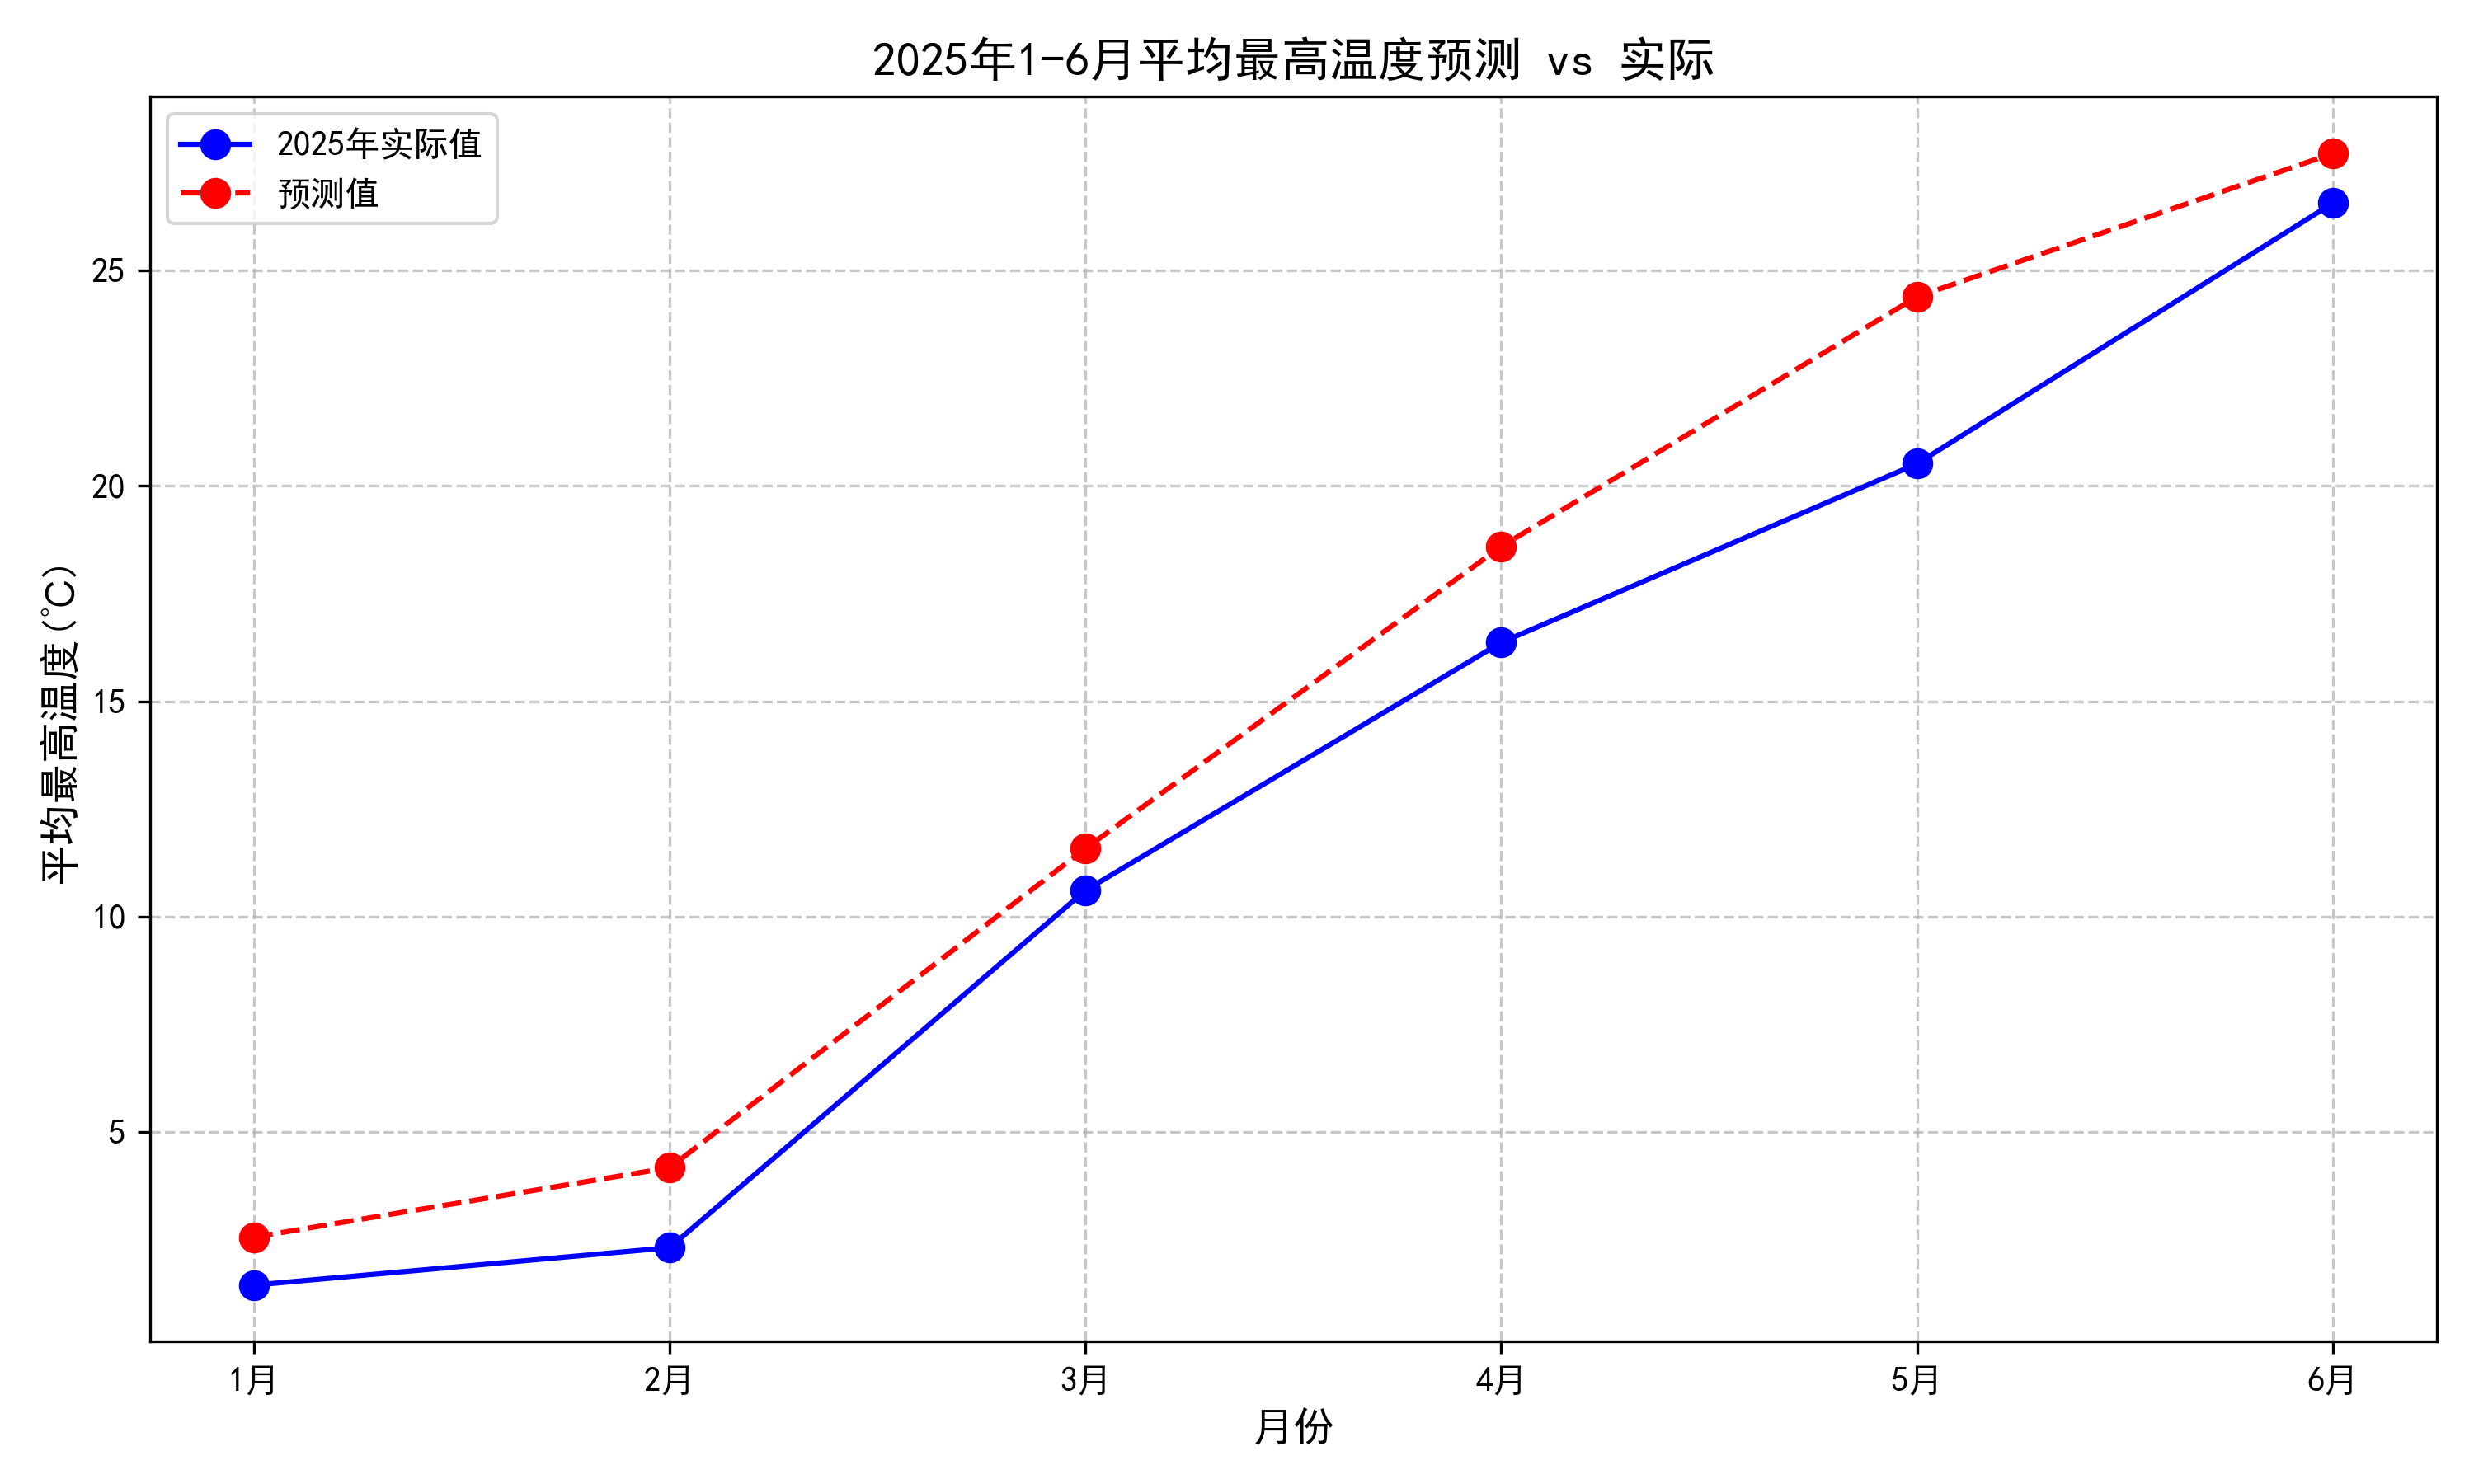 2025年1-6月平均最高温度预测 vs 实际
2025年实际值
预测值
平均最高温度(℃)
25
20
15
10
5
1月 2月 3月 4月 5月 6月
月份